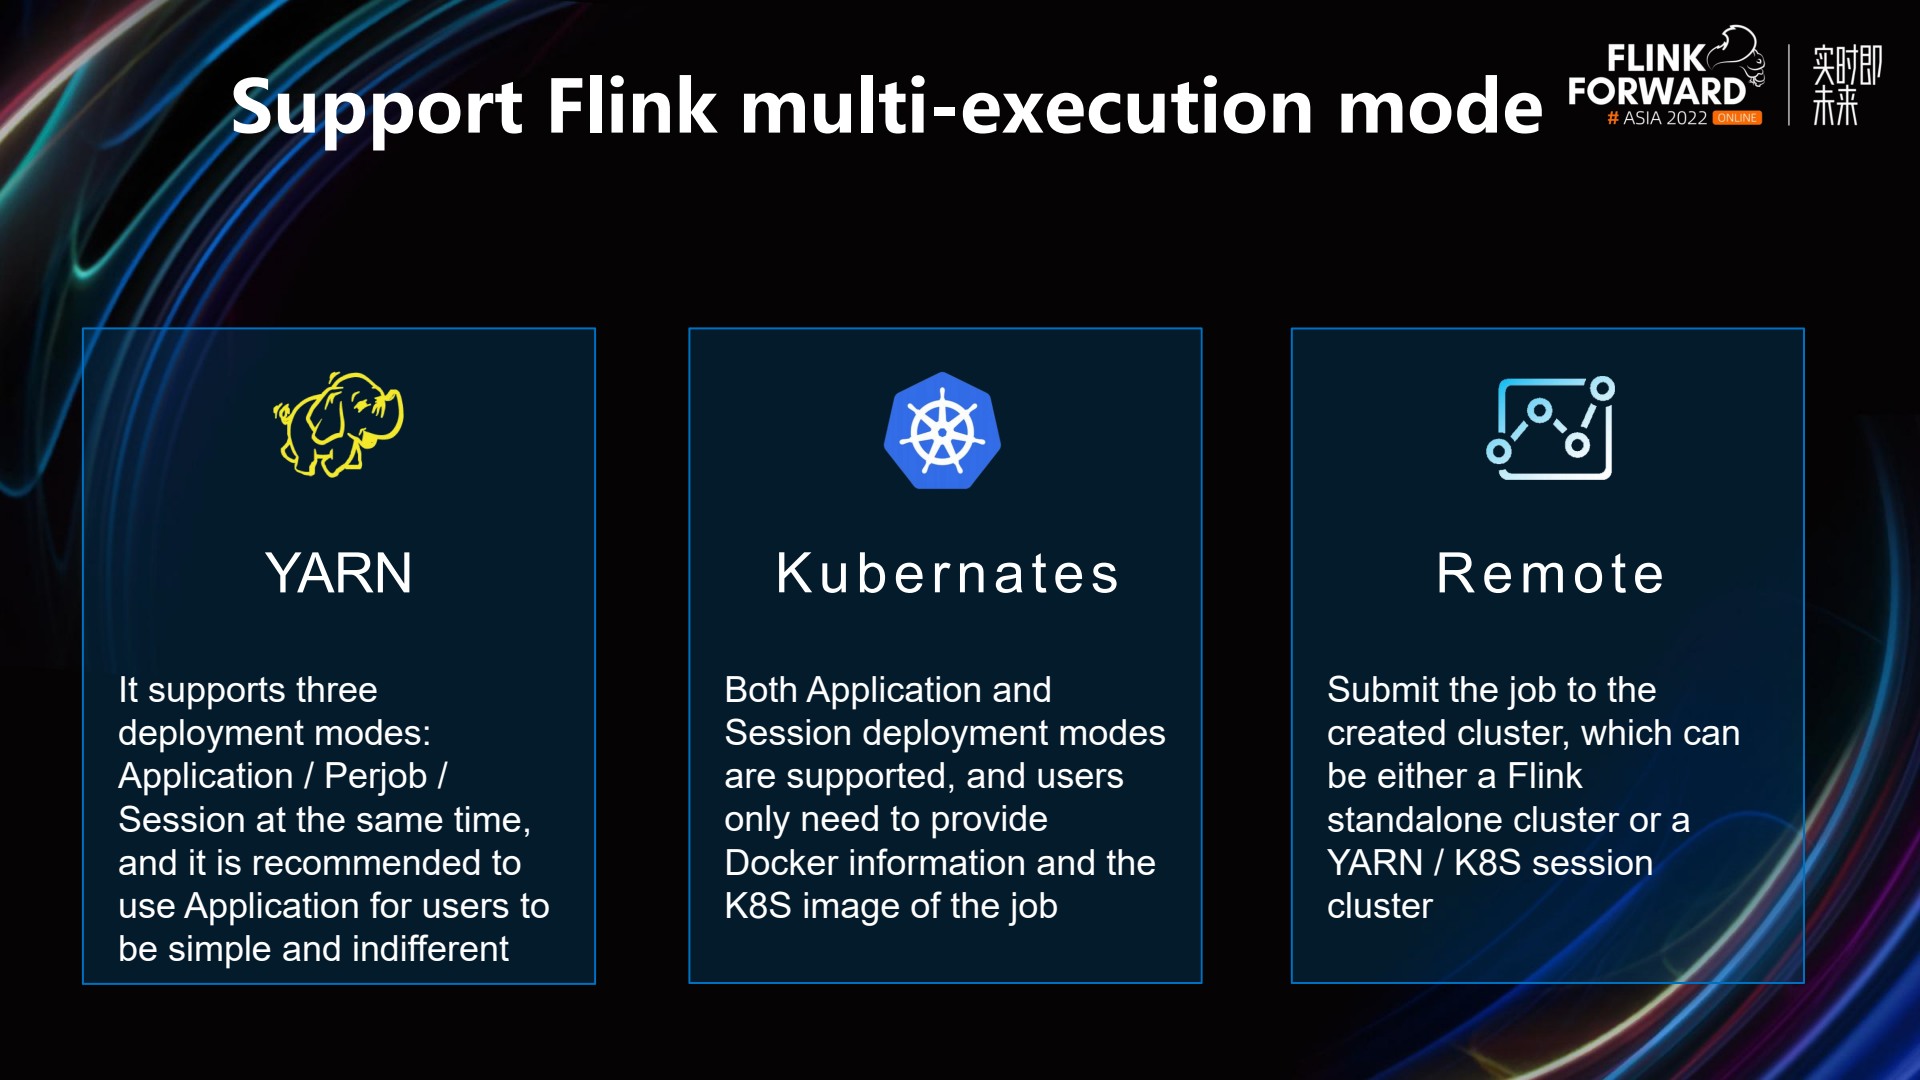 Support Flink multi-execution mode
FLINK
FORWARD
# ASIA 2022 ONLINE
实时即
未来
YARN
It supports three
deployment modes:
Application / Perjob /
Session at the same time,
and it is recommended to
use Application for users to
be simple and indifferent
Kubernates
Both Application and
Session deployment modes
are supported, and users
only need to provide
Docker information and the
K8S image of the job
Remote
Submit the job to the
created cluster, which can
be either a Flink
standalone cluster or a
YARN / K8S session
cluster